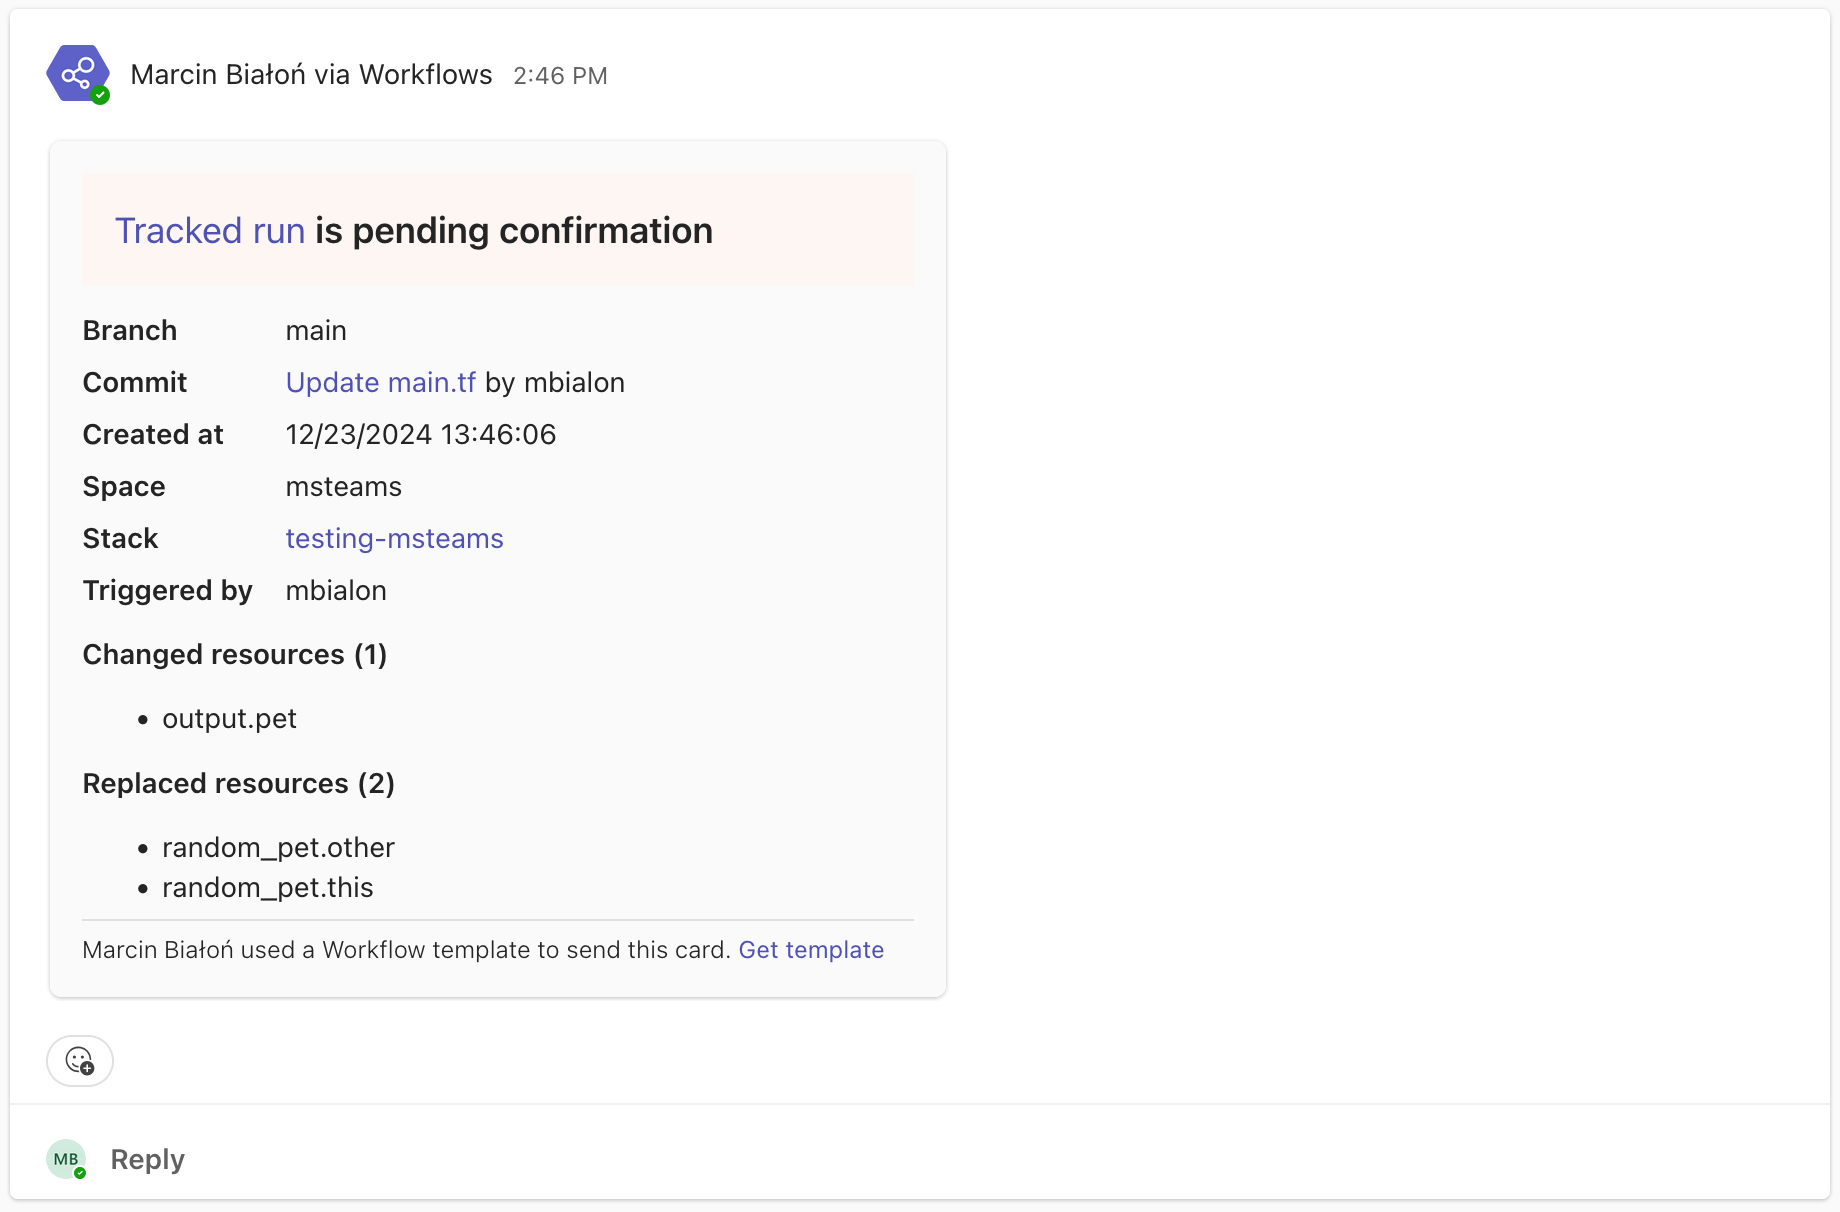 Marcin Białoń via Workflows 2:46 PM
Tracked run is pending confirmation
Branch main
Commit Update main.tf by mbialon
Created at 12/23/2024 13:46:06
Space msteams
Stack testing-msteams
Triggered by mbialon
Changed resources (1)
• output.pet
Replaced resources (2)
• random_pet.other
• random_pet.this
Marcin Białoń used a Workflow template to send this card. Get template
MB Reply